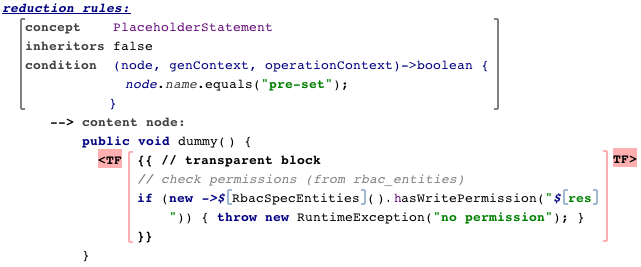 reduction rules:
concept PlaceholderStatement
inheritors false
condition (node, genContext, operationContext)->boolean {
node.name.equals("pre-set");
}
--> content node:
public void dummy() {
<TF {{ // transparent block TF>
// check permissions (from rbac_entities)
if (new ->$[RbacSpecEntities]().hasWritePermission("$[res]
")) { throw new RuntimeException("no permission"); }
}}
}